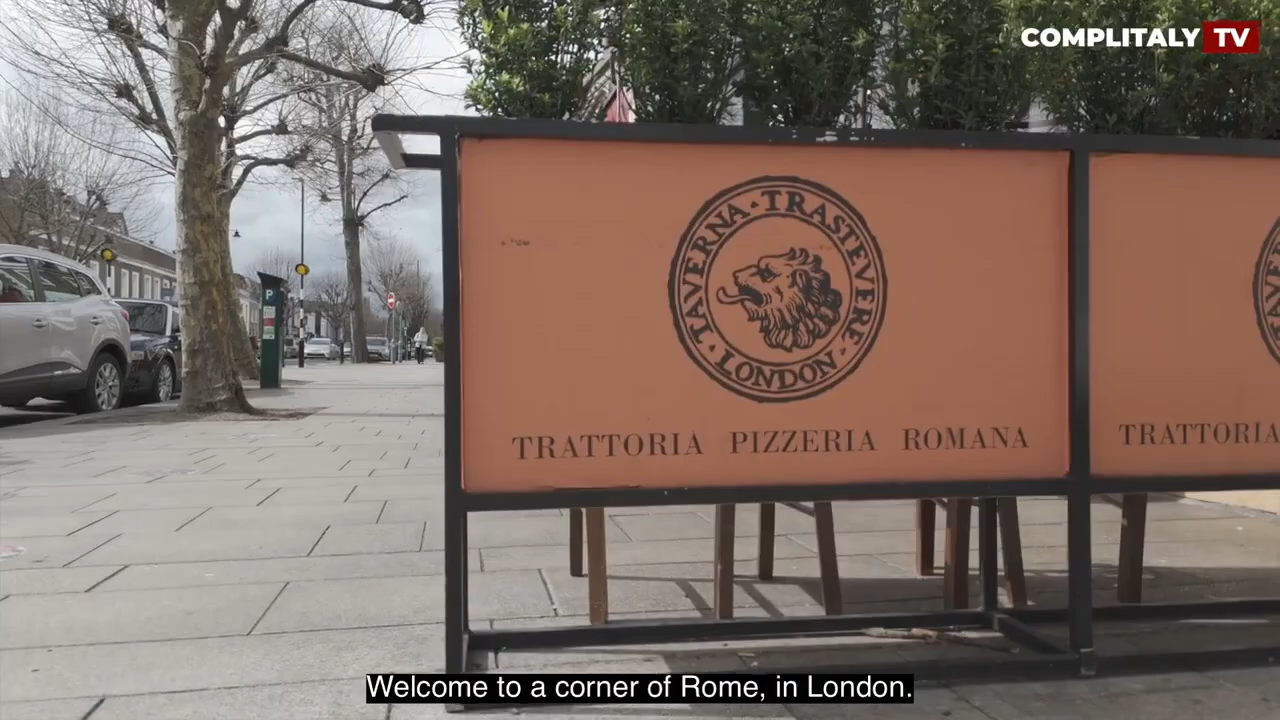 COMPLITALY TV
TAVERNA · TRASTEVERE · LONDON ·
TRATTORIA PIZZERIA ROMANA
TRATTORIA
P
Welcome to a corner of Rome, in London.